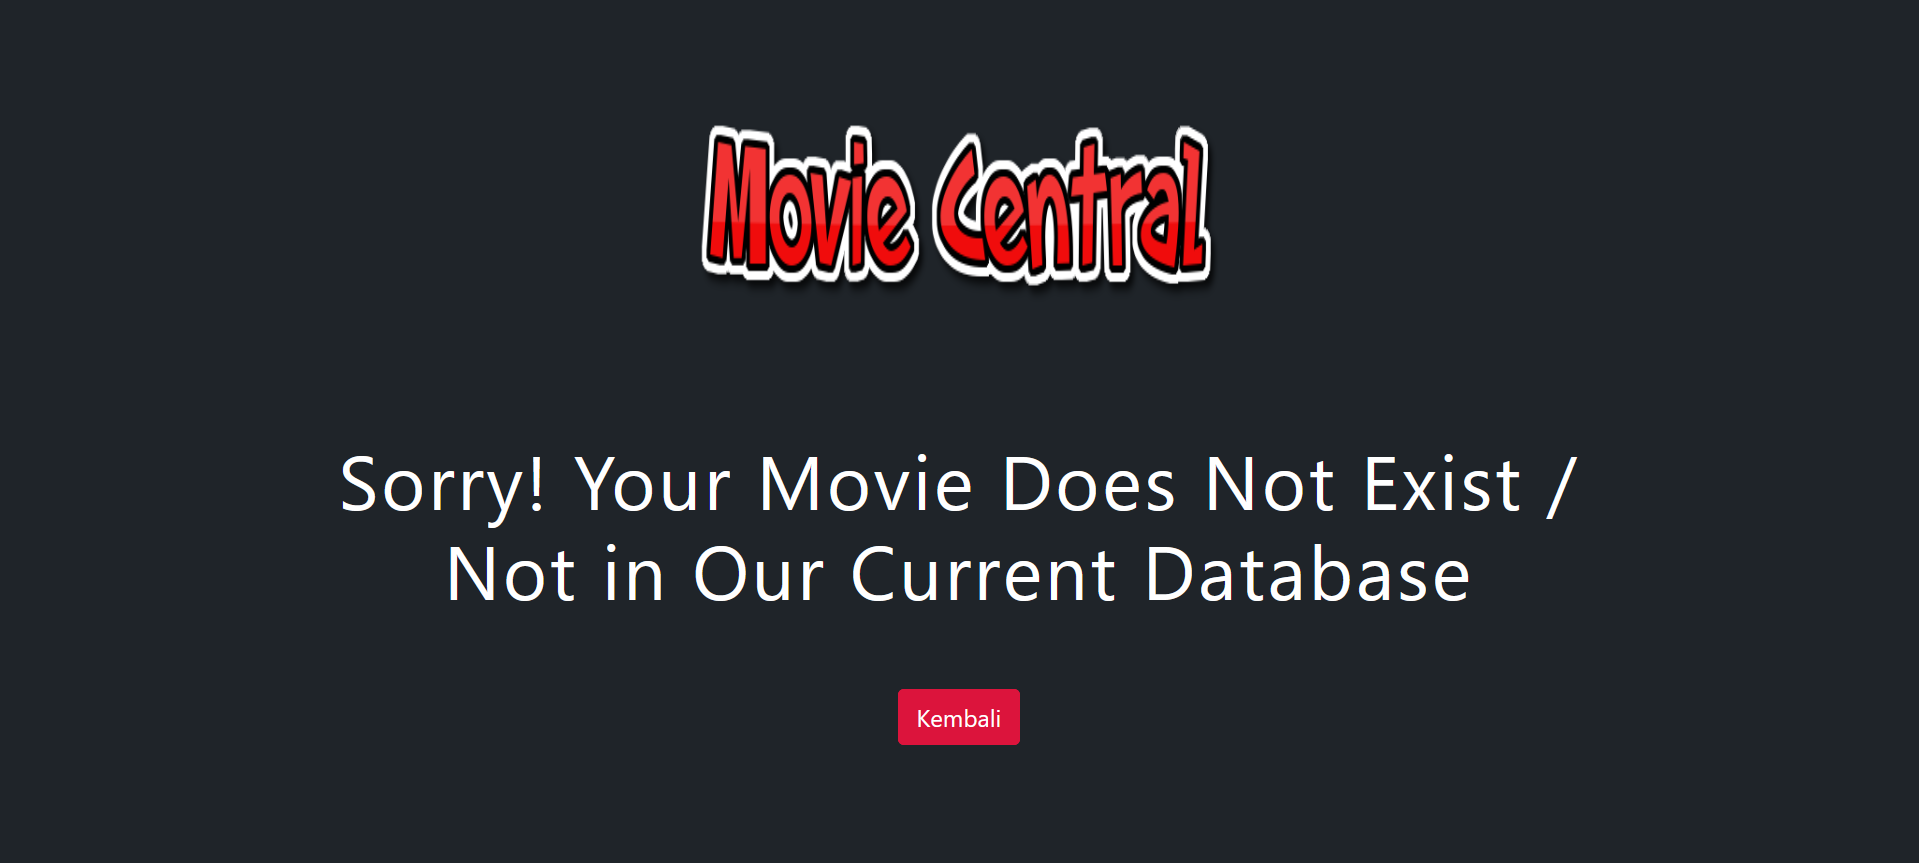 Movie Central
Sorry! Your Movie Does Not Exist /
Not in Our Current Database
Kembali